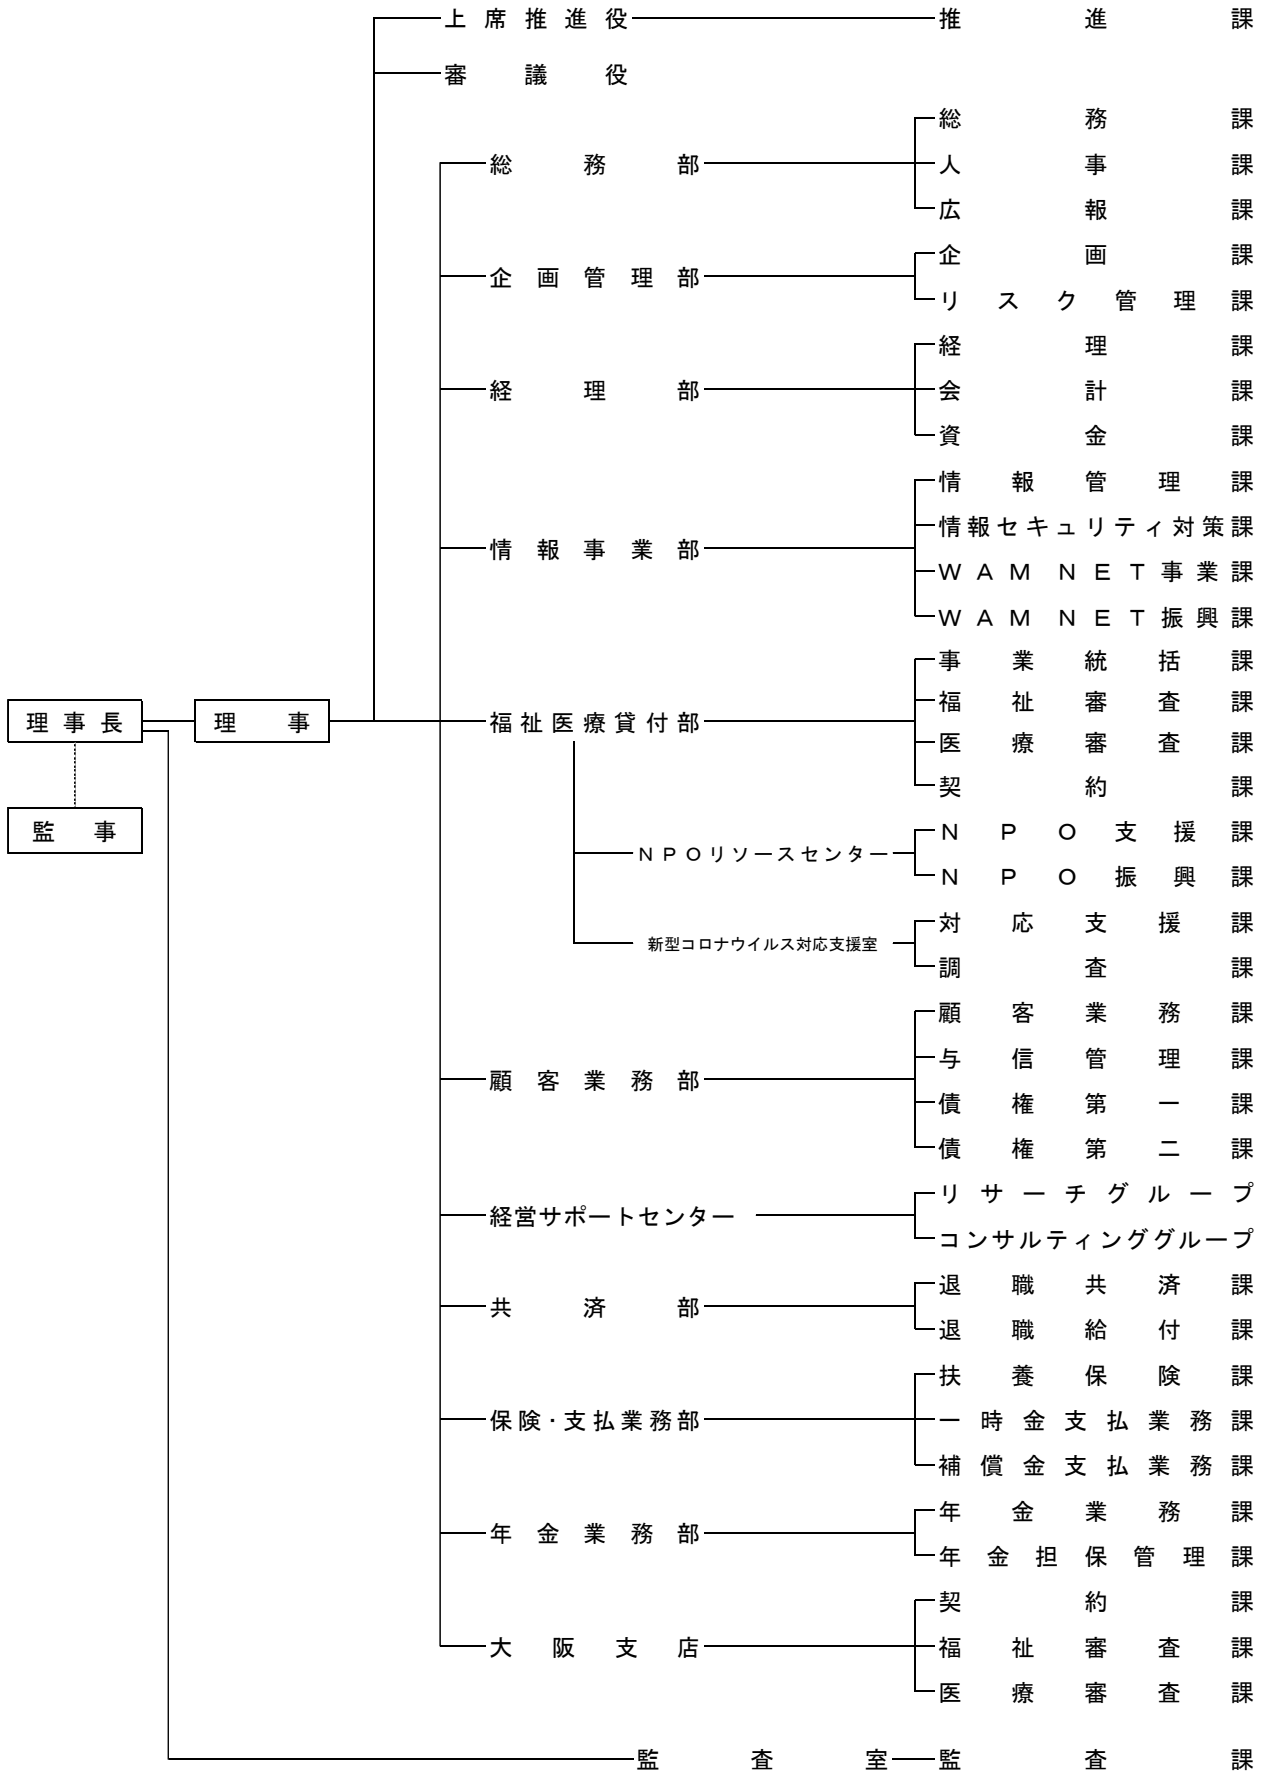 上席推進役 推進課
審議役
総務課
総務部 人事課
広報課
企画課
企画管理部
リスク管理課
経理課
経理部 会計課
資金課
情報管理課
情報セキュリティ対策課
情報事業部
ＷＡＭ ＮＥＴ事業課
ＷＡＭ ＮＥＴ振興課
事業統括課
福祉審査課
理事長 理事 福祉医療貸付部
医療審査課
契約課
監事 ＮＰＯ支援課
ＮＰＯリソースセンター
ＮＰＯ振興課
対応支援課
新型コロナウイルス対応支援室
調査課
顧客業務課
与信管理課
顧客業務部
債権第一課
債権第二課
リサーチグループ
経営サポートセンター
コンサルティンググループ
退職共済課
共済部
退職給付課
扶養保険課
保険・支払業務部 一時金支払業務課
補償金支払業務課
年金業務課
年金業務部
年金担保管理課
契約課
大阪支店 福祉審査課
医療審査課
監査室 監査課